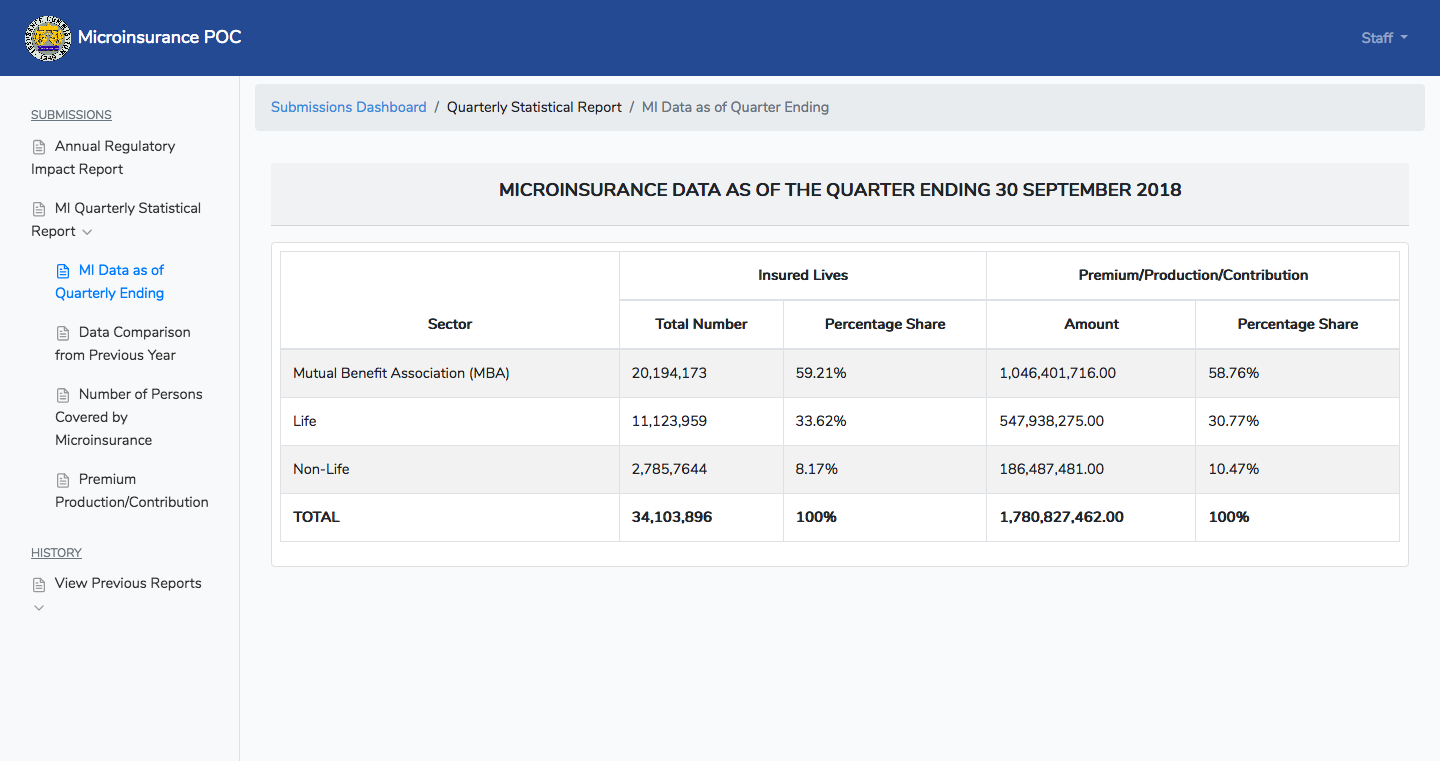 Microinsurance POC
Staff
SUBMISSIONS
Annual Regulatory
Impact Report
MI Quarterly Statistical
Report
MI Data as of
Quarterly Ending
Data Comparison
from Previous Year
Number of Persons
Covered by
Microinsurance
Premium
Production/Contribution
HISTORY
View Previous Reports
Submissions Dashboard / Quarterly Statistical Report / MI Data as of Quarter Ending
MICROINSURANCE DATA AS OF THE QUARTER ENDING 30 SEPTEMBER 2018
Insured Lives Premium/Production/Contribution
Sector Total Number Percentage Share Amount Percentage Share
Mutual Benefit Association (MBA) 20,194,173 59.21% 1,046,401,716.00 58.76%
Life 11,123,959 33.62% 547,938,275.00 30.77%
Non-Life 2,785,7644 8.17% 186,487,481.00 10.47%
TOTAL 34,103,896 100% 1,780,827,462.00 100%